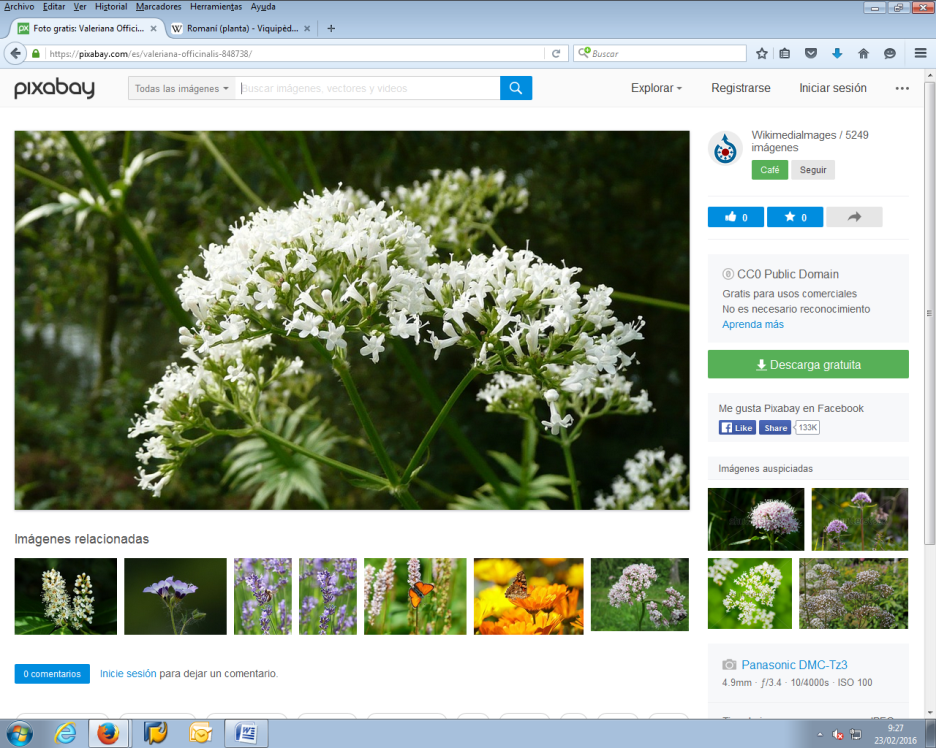 Archivo Editar Ver Historial Marcadores Herramientas Ayuda
px Foto gratis: Valeriana Offici... × W Romaní (planta) - Viquipèd... × +
https://pixabay.com/es/valeriana-officinalis-848738/ Buscar
pixabay Todas las imágenes Buscar imágenes, vectores y videos Explorar Registrarse Iniciar sesión
WikimediaImages / 5249
imágenes
Café Seguir
0 0
CC0 Public Domain
Gratis para usos comerciales
No es necesario reconocimiento
Aprenda más
Descarga gratuita
Me gusta Pixabay en Facebook
Like Share 133K
Imágenes auspiciadas
Imágenes relacionadas
0 comentarios Inicie sesión para dejar un comentario.
Panasonic DMC-Tz3
4.9mm · ƒ/3.4 · 10/4000s · ISO 100
9:27
23/02/2016